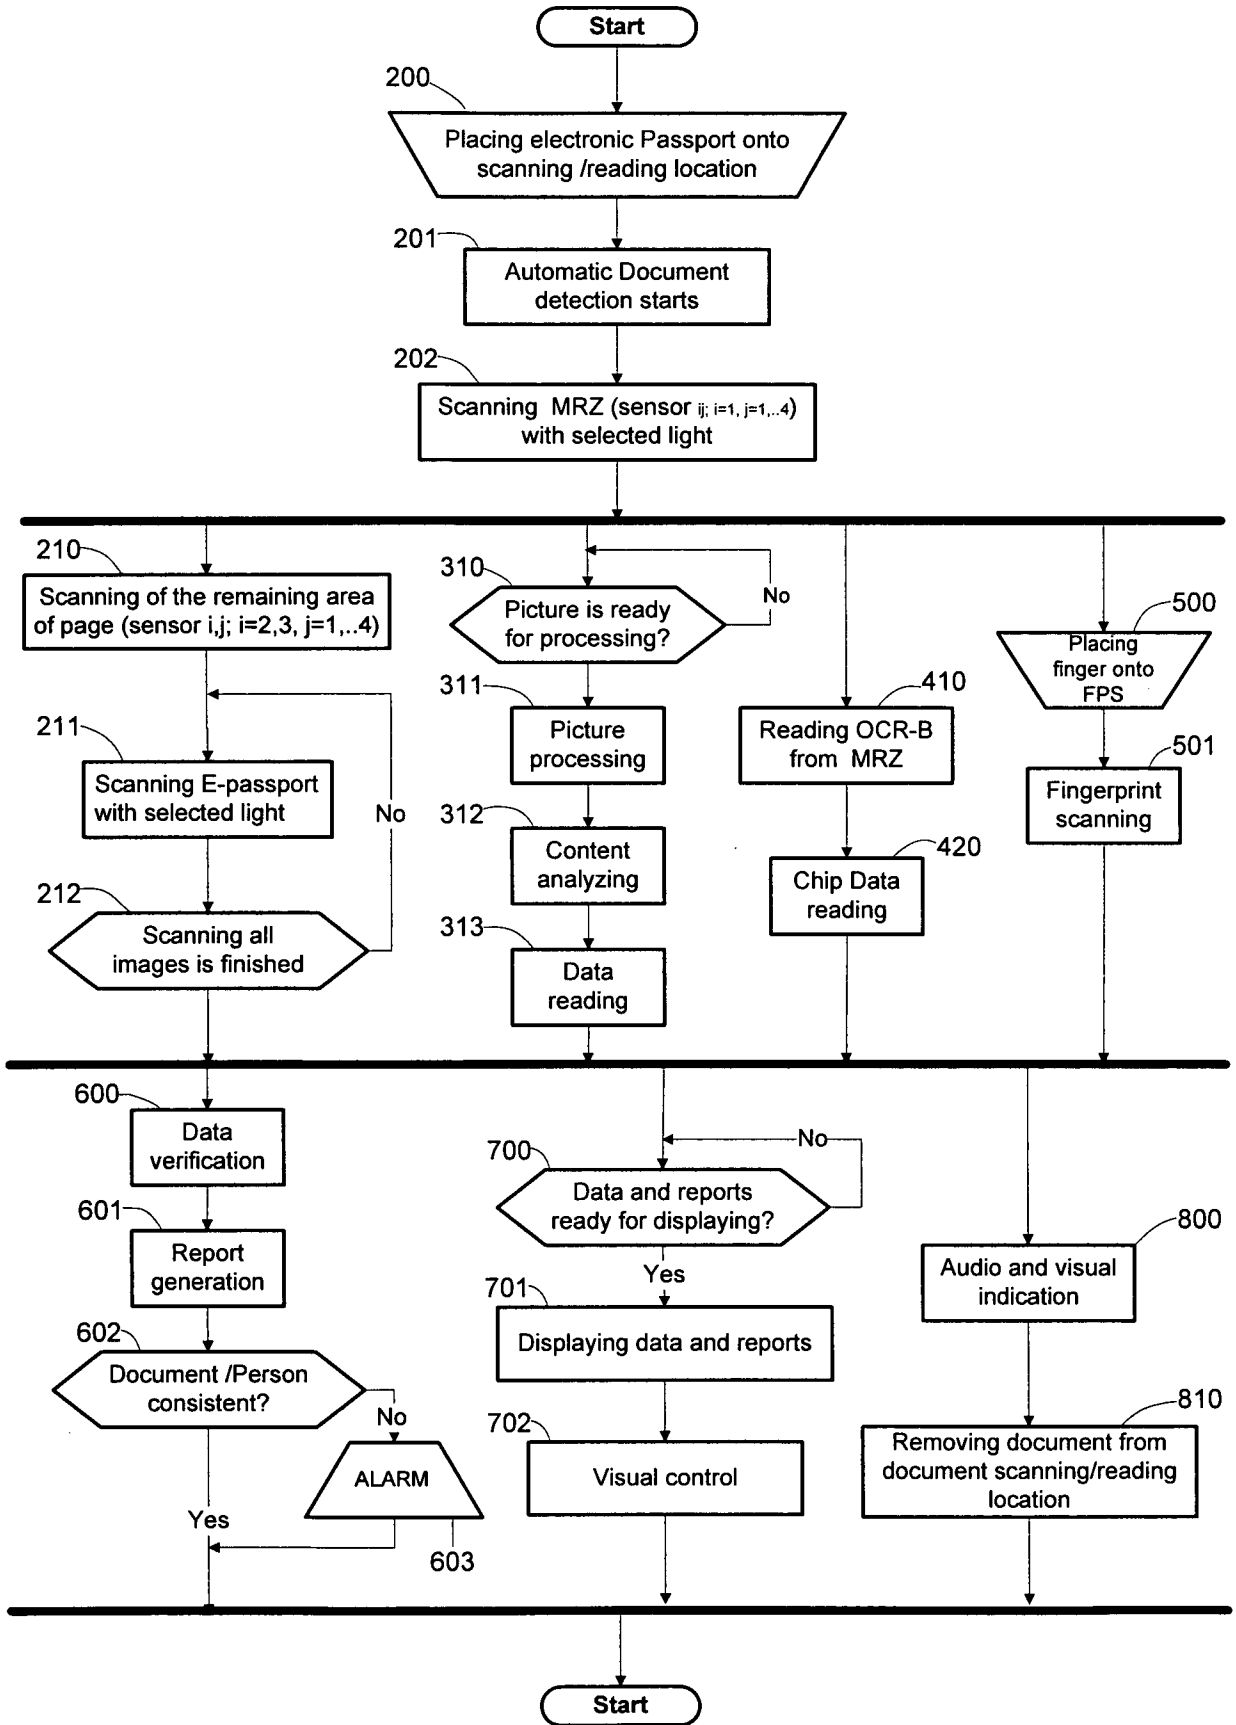 Start
200
Placing electronic Passport onto
scanning /reading location
201
Automatic Document
detection starts
202
Scanning MRZ (sensor ij; i=1, j=1,..4)
with selected light
210
Scanning of the remaining area
of page (sensor i,j; i=2,3, j=1,..4)
211
Scanning E-passport
with selected light
No
212
Scanning all
images is finished
310
Picture is ready
for processing?
No
311
Picture
processing
312
Content
analyzing
313
Data
reading
410
Reading OCR-B
from MRZ
420
Chip Data
reading
500
Placing
finger onto
FPS
501
Fingerprint
scanning
600
Data
verification
601
Report
generation
602
Document /Person
consistent?
No
ALARM
603
Yes
700
No
Data and reports
ready for displaying?
Yes
701
Displaying data and reports
702
Visual control
800
Audio and visual
indication
810
Removing document from
document scanning/reading
location
Start